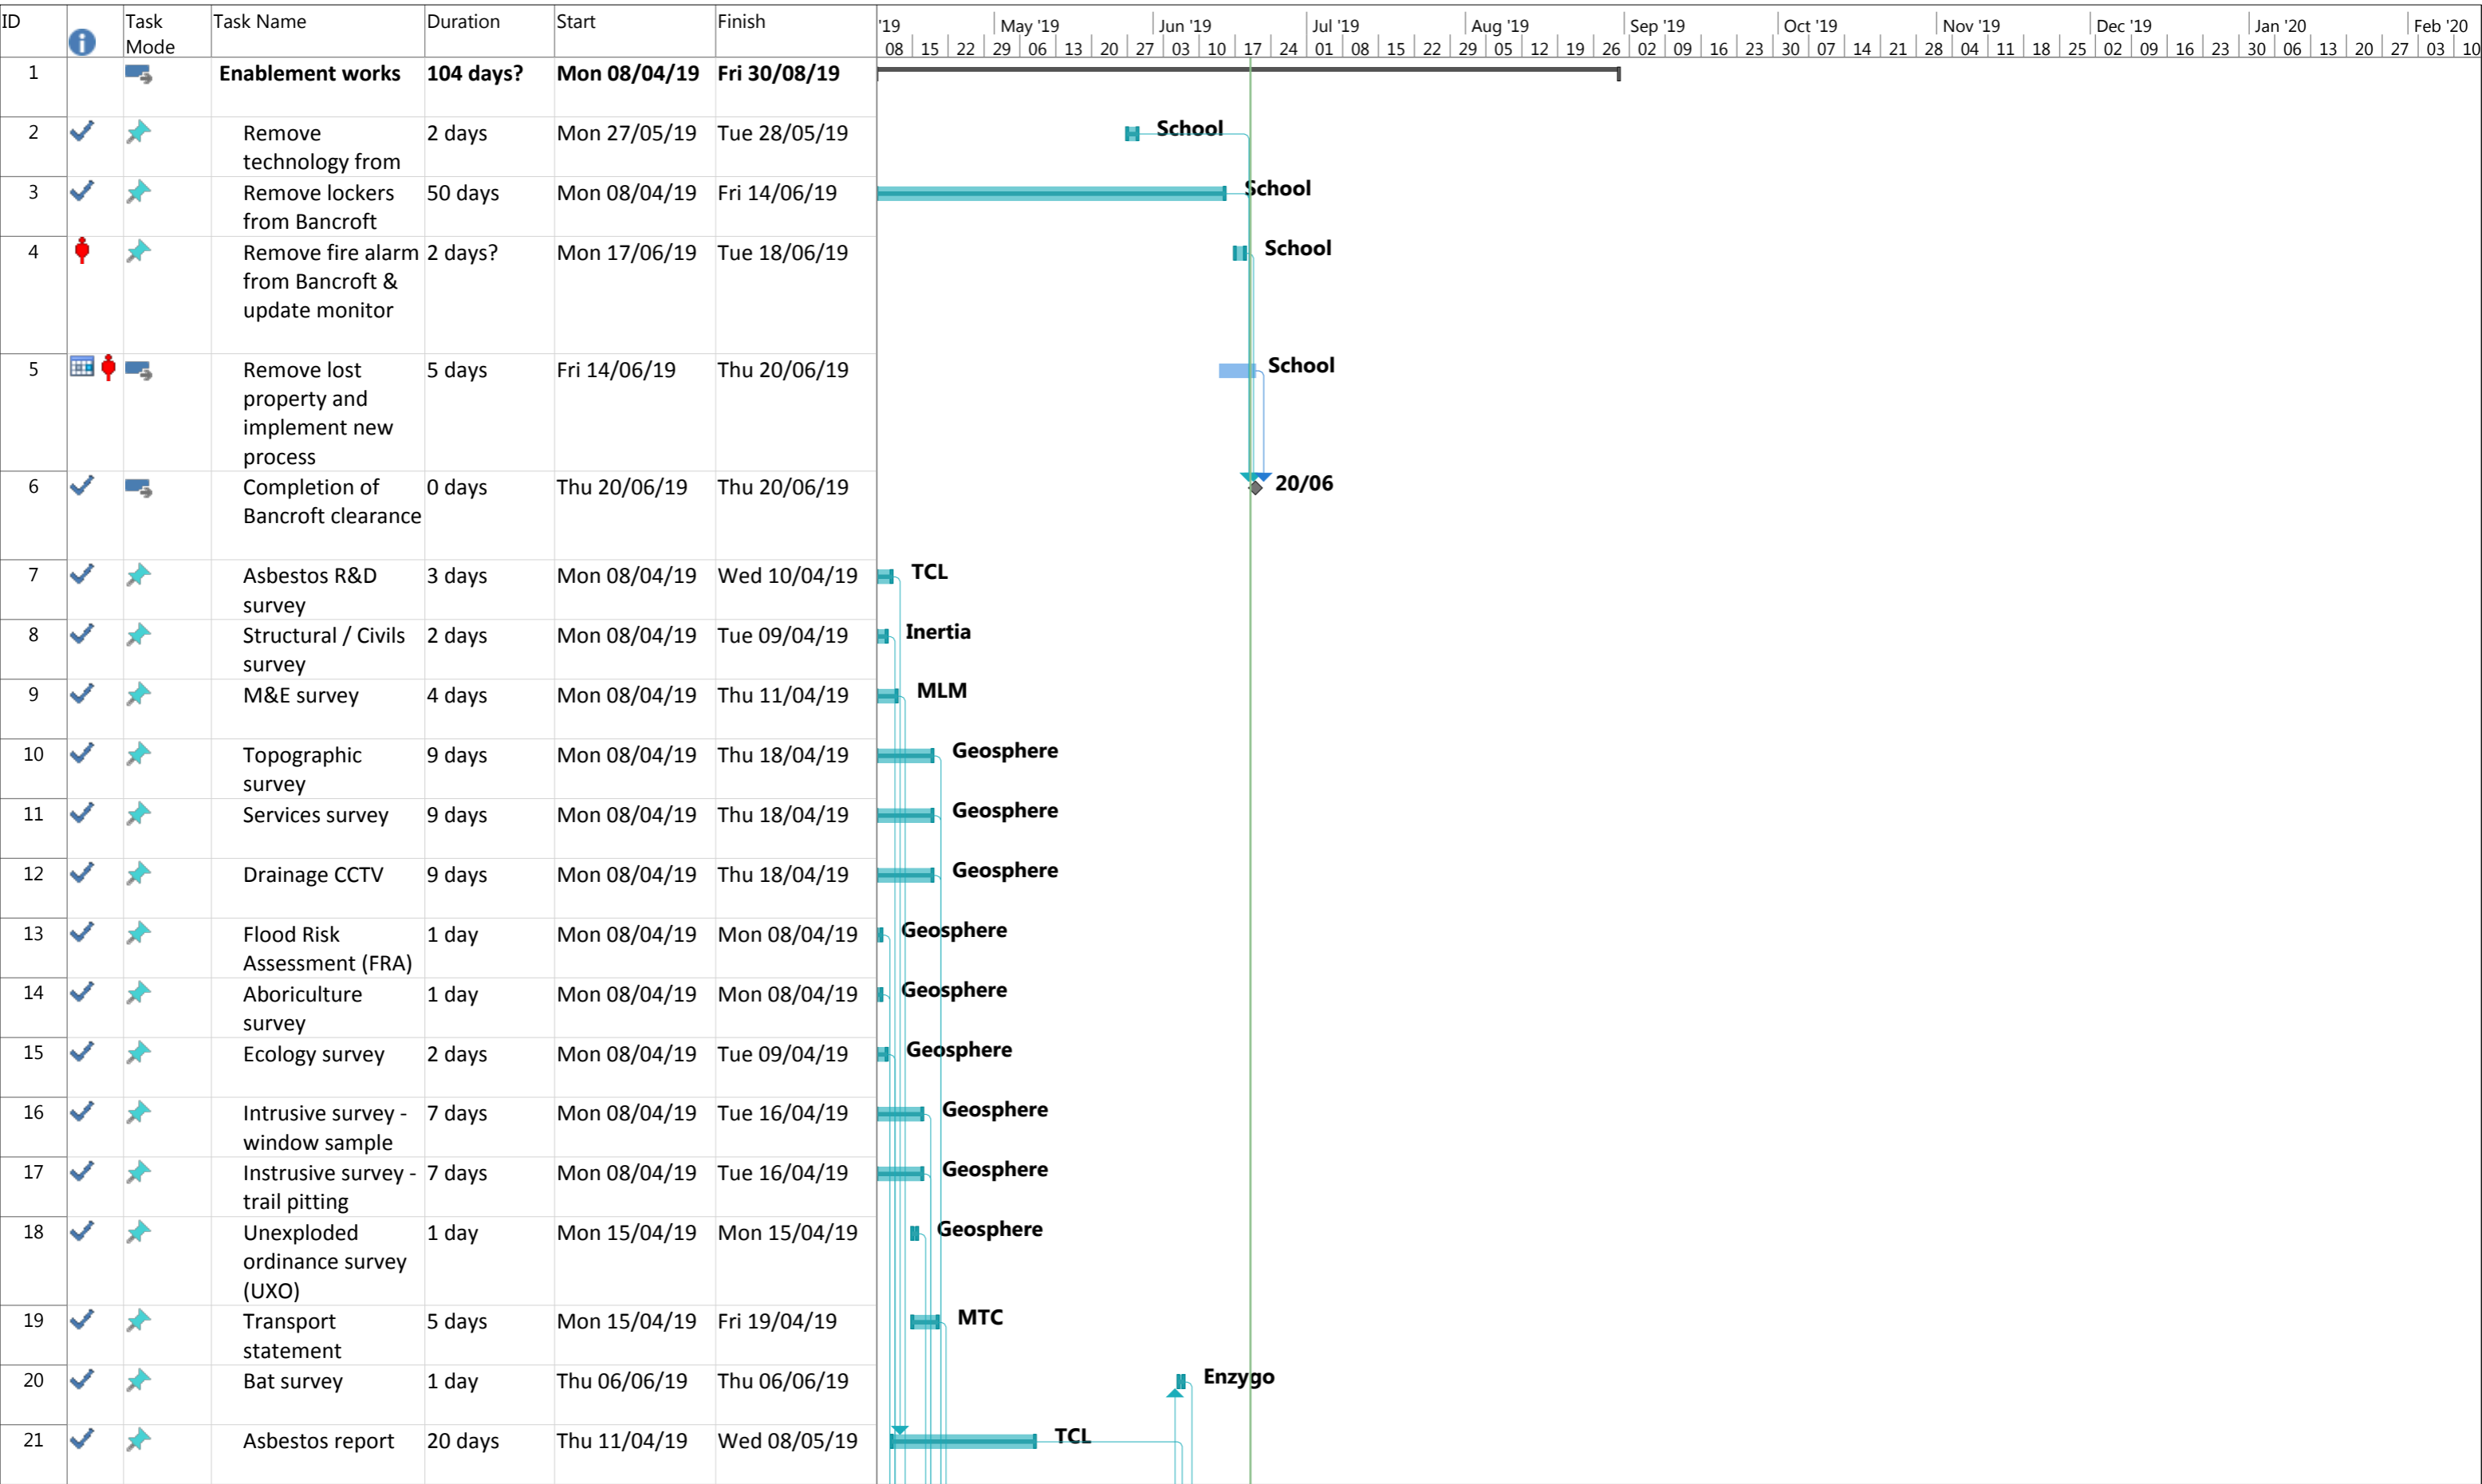 ID Task Mode Task Name Duration Start Finish
'19 May '19 Jun '19 Jul '19 Aug '19 Sep '19 Oct '19 Nov '19 Dec '19 Jan '20 Feb '20
08 15 22 29 06 13 20 27 03 10 17 24 01 08 15 22 29 05 12 19 26 02 09 16 23 30 07 14 21 28 04 11 18 25 02 09 16 23 30 06 13 20 27 03 10
1 Enablement works 104 days? Mon 08/04/19 Fri 30/08/19
2 Remove 2 days Mon 27/05/19 Tue 28/05/19 School
technology from
3 Remove lockers 50 days Mon 08/04/19 Fri 14/06/19 School
from Bancroft
4 Remove fire alarm 2 days? Mon 17/06/19 Tue 18/06/19 School
from Bancroft &
update monitor
5 Remove lost 5 days Fri 14/06/19 Thu 20/06/19 School
property and
implement new
process
6 Completion of 0 days Thu 20/06/19 Thu 20/06/19 20/06
Bancroft clearance
7 Asbestos R&D 3 days Mon 08/04/19 Wed 10/04/19 TCL
survey
8 Structural / Civils 2 days Mon 08/04/19 Tue 09/04/19 Inertia
survey
9 M&E survey 4 days Mon 08/04/19 Thu 11/04/19 MLM
10 Topographic 9 days Mon 08/04/19 Thu 18/04/19 Geosphere
survey
11 Services survey 9 days Mon 08/04/19 Thu 18/04/19 Geosphere
12 Drainage CCTV 9 days Mon 08/04/19 Thu 18/04/19 Geosphere
13 Flood Risk 1 day Mon 08/04/19 Mon 08/04/19 Geosphere
Assessment (FRA)
14 Aboriculture 1 day Mon 08/04/19 Mon 08/04/19 Geosphere
survey
15 Ecology survey 2 days Mon 08/04/19 Tue 09/04/19 Geosphere
16 Intrusive survey - 7 days Mon 08/04/19 Tue 16/04/19 Geosphere
window sample
17 Instrusive survey - 7 days Mon 08/04/19 Tue 16/04/19 Geosphere
trail pitting
18 Unexploded 1 day Mon 15/04/19 Mon 15/04/19 Geosphere
ordinance survey
(UXO)
19 Transport 5 days Mon 15/04/19 Fri 19/04/19 MTC
statement
20 Bat survey 1 day Thu 06/06/19 Thu 06/06/19 Enzygo
21 Asbestos report 20 days Thu 11/04/19 Wed 08/05/19 TCL